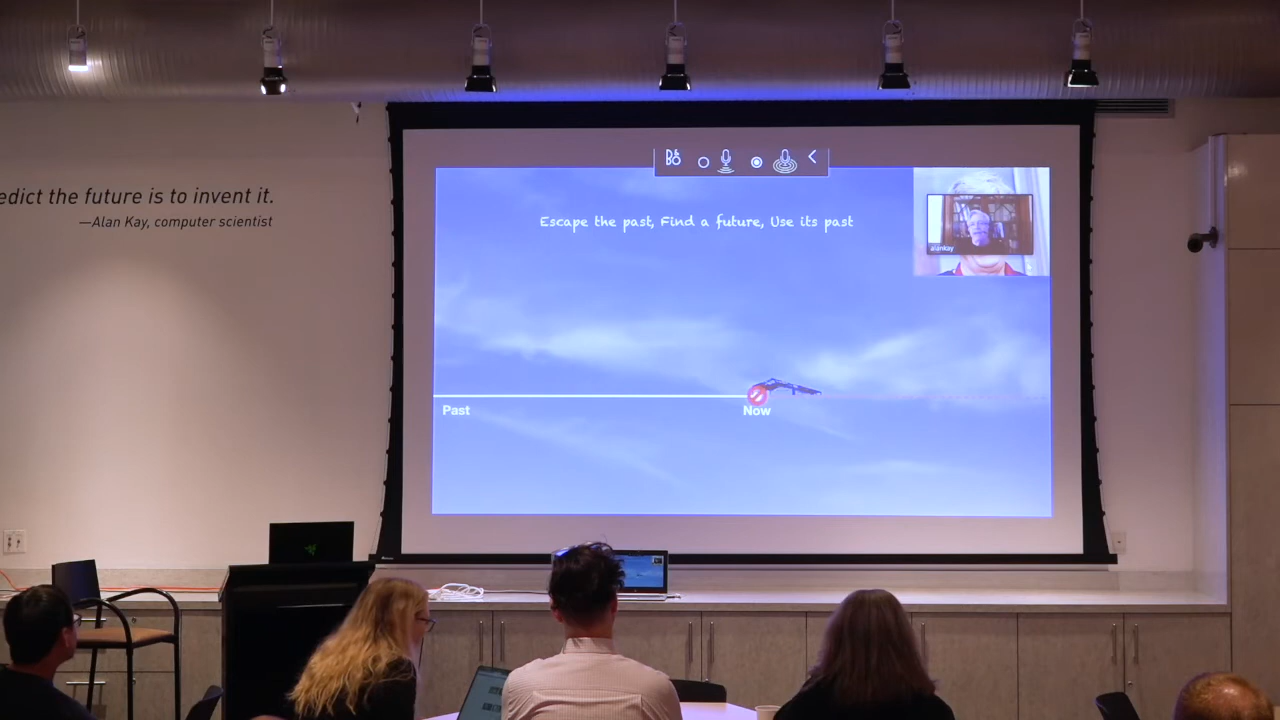 edict the future is to invent it.
—Alan Kay, computer scientist
Escape the past, Find a future, Use its past
alankay
Past
Now